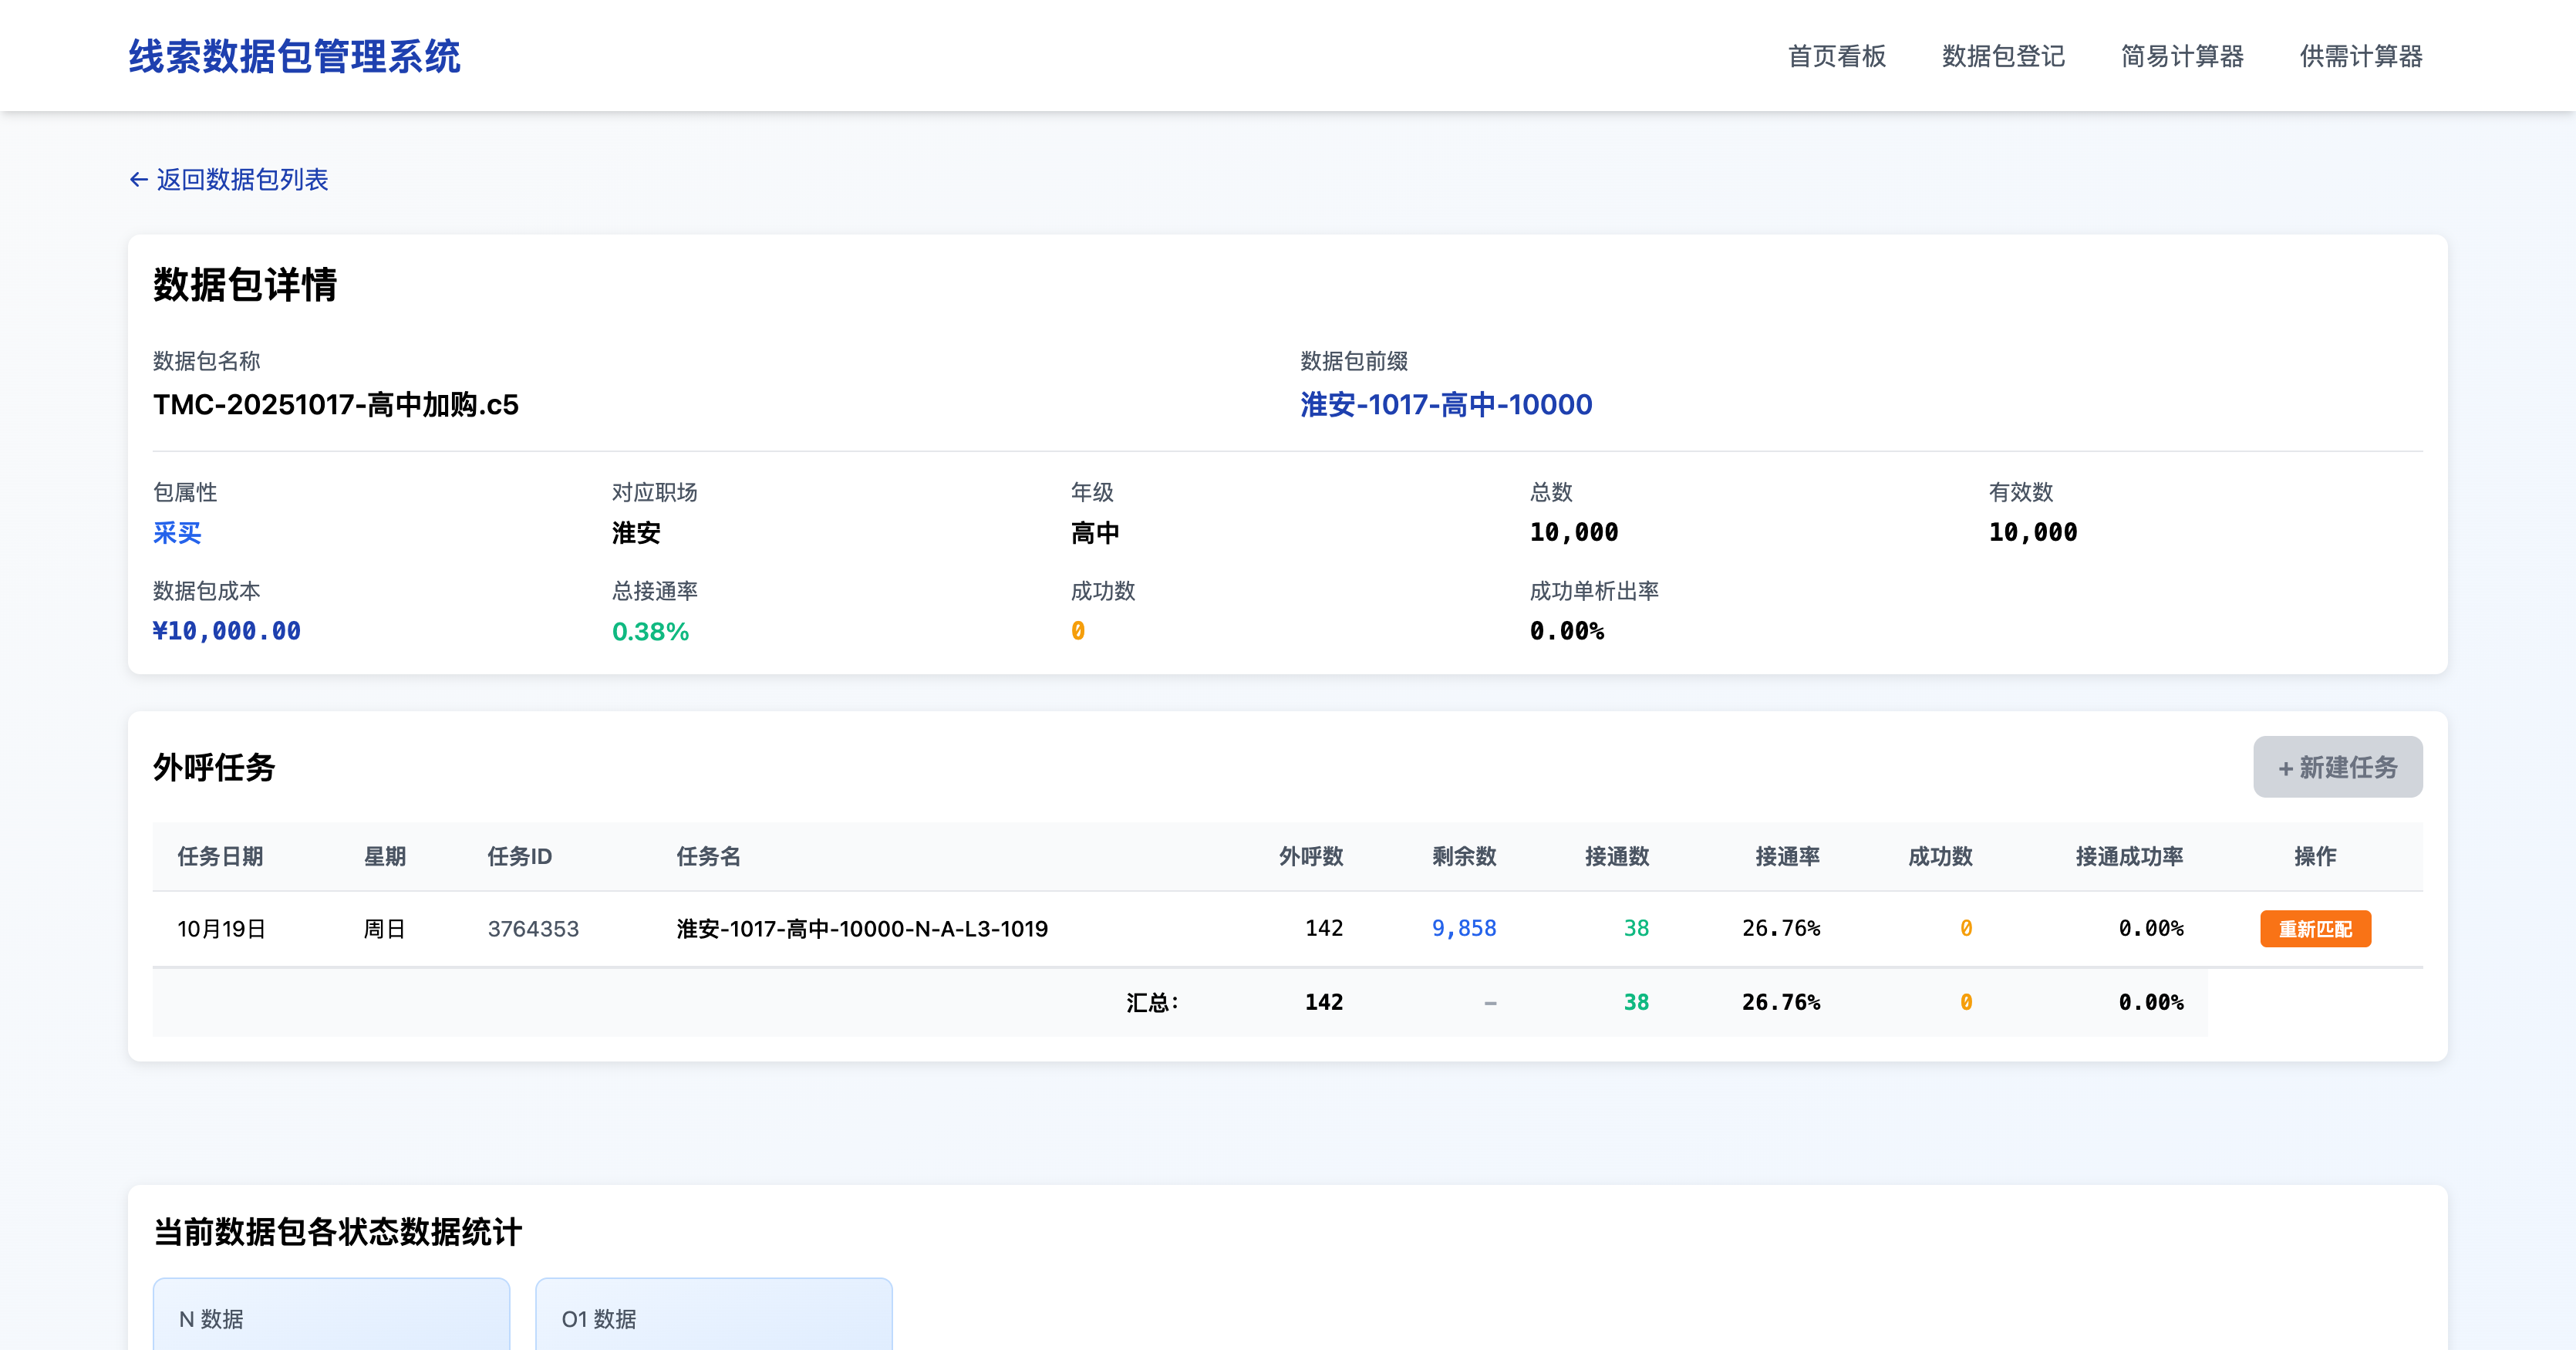 线索数据包管理系统 首页看板 数据包登记 简易计算器 供需计算器
← 返回数据包列表
数据包详情
数据包名称 数据包前缀
TMC-20251017-高中加购.c5 淮安-1017-高中-10000
包属性 对应职场 年级 总数 有效数
采买 淮安 高中 10,000 10,000
数据包成本 总接通率 成功数 成功单析出率
¥10,000.00 0.38% 0 0.00%
外呼任务 + 新建任务
任务日期 星期 任务ID 任务名 外呼数 剩余数 接通数 接通率 成功数 接通成功率 操作
10月19日 周日 3764353 淮安-1017-高中-10000-N-A-L3-1019 142 9,858 38 26.76% 0 0.00% 重新匹配
汇总： 142 – 38 26.76% 0 0.00%
当前数据包各状态数据统计
N 数据 O1 数据